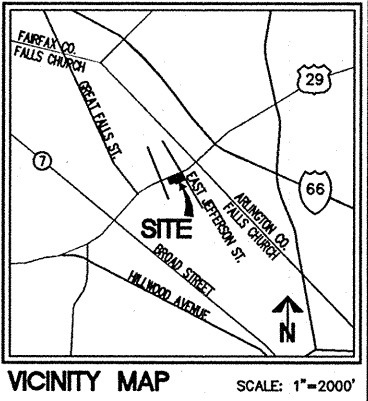 FAIRFAX CO.
FALLS CHURCH
GREAT FALLS ST.
29
7
66
EAST JEFFERSON ST.
ARLINGTON CO.
FALLS CHURCH
SITE
BROAD STREET
HILLWOOD AVENUE
N
VICINITY MAP
SCALE: 1"=2000'